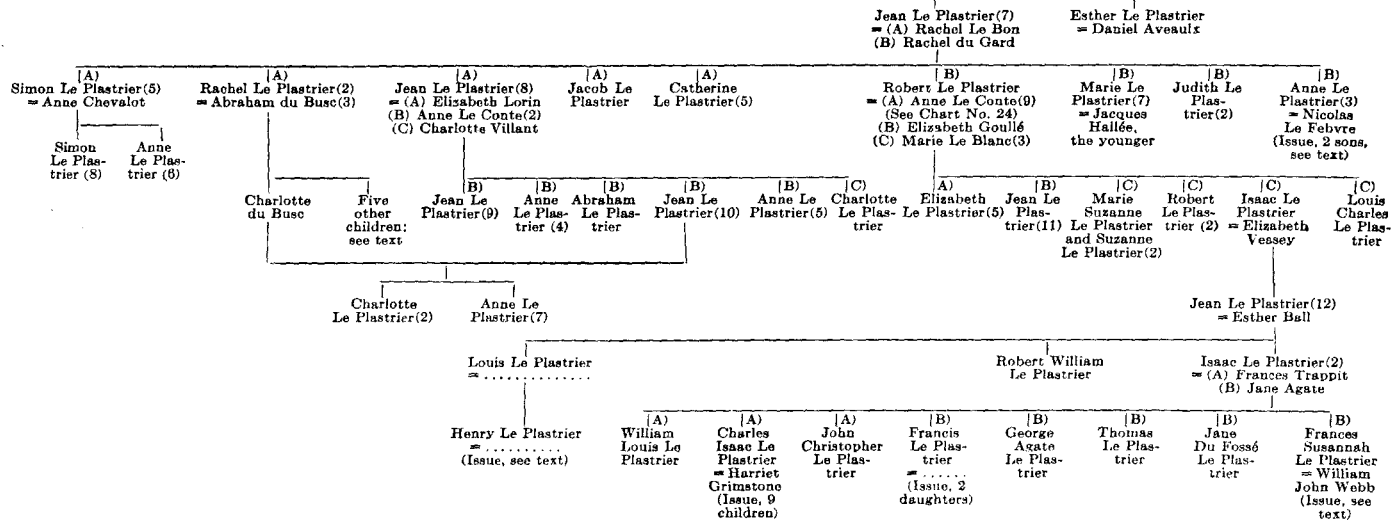 Jean Le Plastrier(7)
= (A) Rachel Le Bon
(B) Rachel du Gard
Esther Le Plastrier
= Daniel Aveaulx
(A)
Simon Le Plastrier(5)
= Anne Chevalot
(A)
Rachel Le Plastrier(2)
= Abraham du Busc(3)
(A)
Jean Le Plastrier(8)
= (A) Elizabeth Lorin
(B) Anne Le Conte(2)
(C) Charlotte Villant
(A)
Jacob Le
Plastrier
(A)
Catherine
Le Plastrier(5)
(B)
Robert Le Plastrier
= (A) Anne Le Conte(9)
(See Chart No. 24)
(B) Elizabeth Goullé
(C) Marie Le Blanc(3)
(B)
Marie Le
Plastrier(7)
= Jacques
Hallée,
the younger
(B)
Judith Le
Plas-
trier(2)
(B)
Anne Le
Plastrier(3)
= Nicolas
Le Febvre
(Issue, 2 sons,
see text)
Simon
Le Plas-
trier (8)
Anne
Le Plas-
trier (6)
Charlotte
du Busc
Five
other
children:
see text
(B)
Jean Le
Plastrier(9)
(B)
Anne
Le Plas-
trier (4)
(B)
Abraham
Le Plas-
trier
(B)
Jean Le
Plastrier(10)
(B)
Anne Le
Plastrier(5)
(C)
Charlotte
Le Plas-
trier
(A)
Elizabeth
Le Plastrier(5)
(B)
Jean Le
Plas-
trier(11)
(C)
Marie
Suzanne
Le Plastrier
and Suzanne
Le Plastrier(2)
(C)
Robert
Le Plas-
trier (2)
(C)
Isaac Le
Plastrier
= Elizabeth
Veasey
(C)
Louis
Charles
Le Plas-
trier
Charlotte
Le Plastrier(2)
Anne Le
Plastrier(7)
Jean Le Plastrier(12)
= Esther Ball
Louis Le Plastrier
= ..............
Robert William
Le Plastrier
Isaac Le Plastrier(2)
= (A) Frances Trappit
(B) Jane Agate
Henry Le Plastrier
= ..........
(Issue, see text)
(A)
William
Louis Le
Plastrier
(A)
Charles
Isaac Le
Plastrier
= Harriet
Grimstone
(Issue, 9
children)
(A)
John
Christopher
Le Plas-
trier
(B)
Francis
Le Plas-
trier
= ......
(Issue, 2
daughters)
(B)
George
Agate
Le Plas-
trier
(B)
Thomas
Le Plas-
trier
(B)
Jane
Du Fossé
Le Plas-
trier
(B)
Frances
Susannah
Le Plastrier
= William
John Webb
(Issue, see
text)